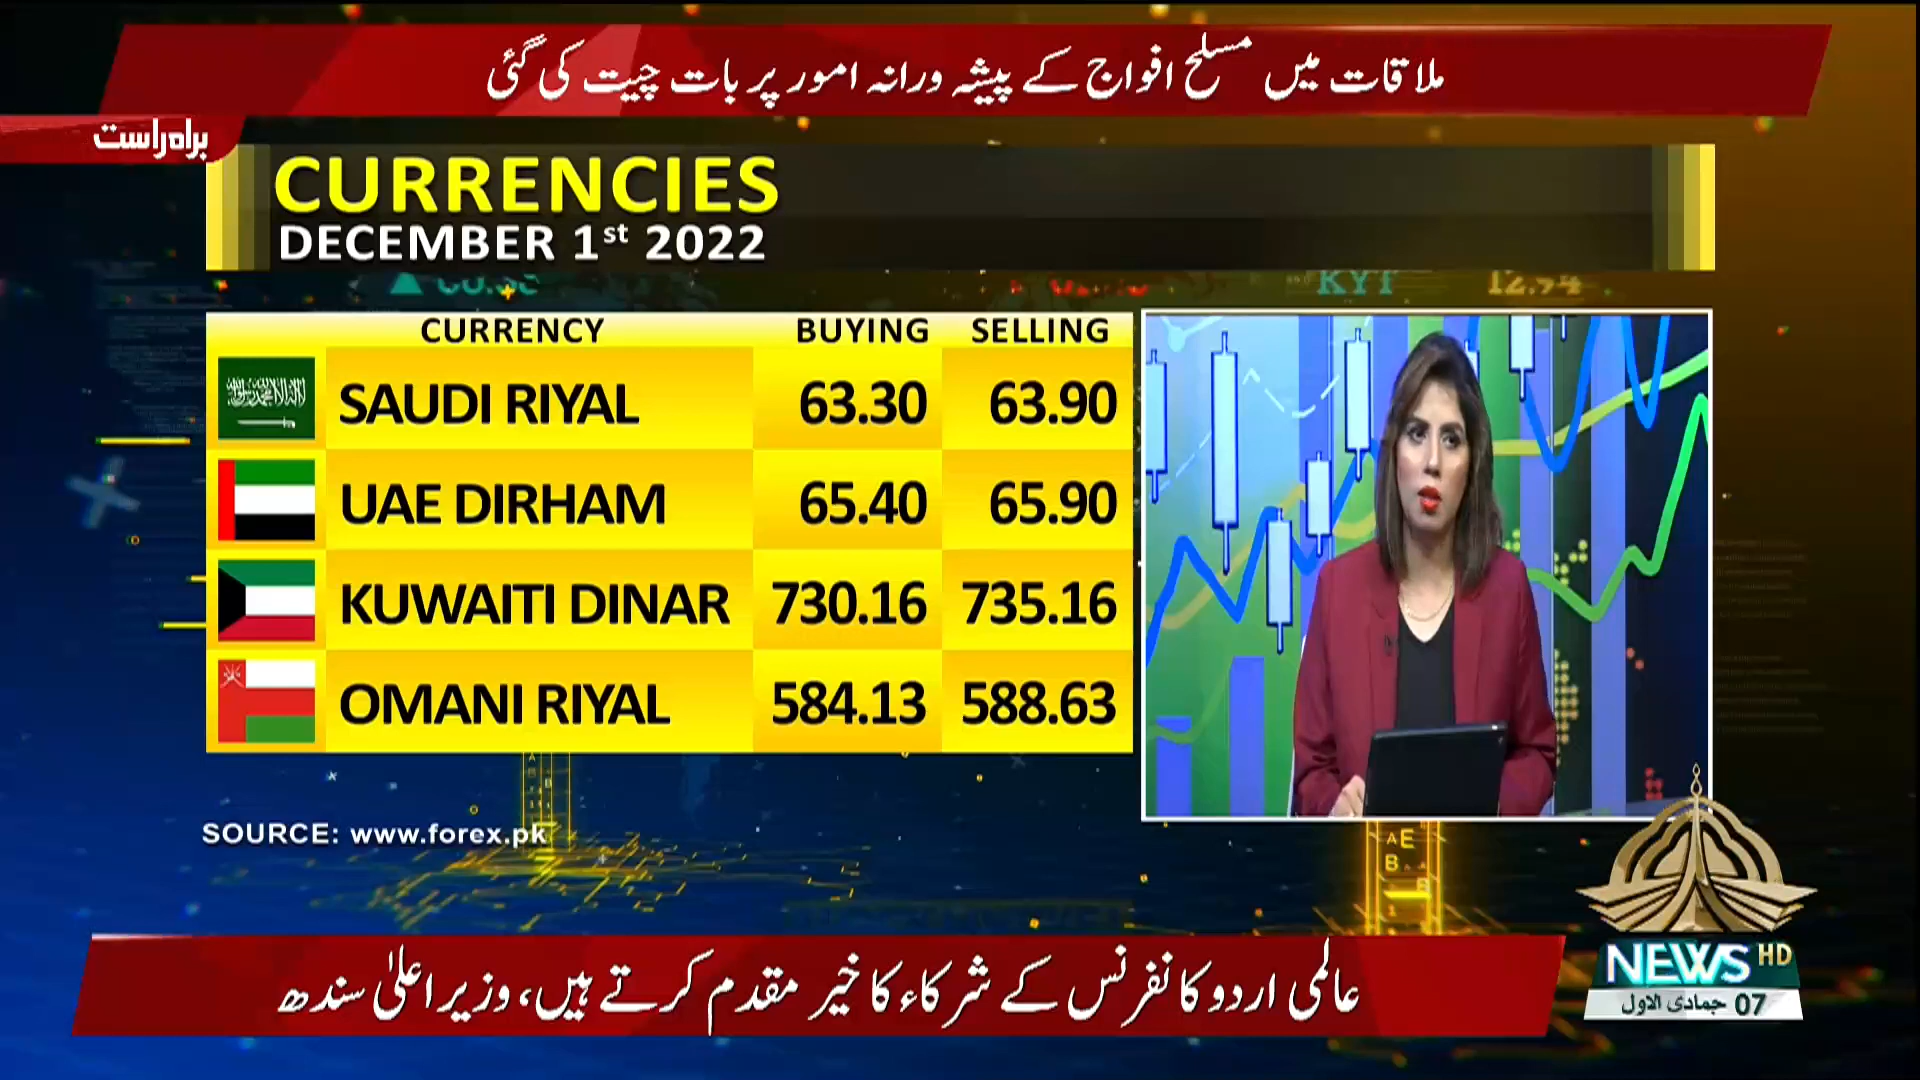 ملاقات میں مسلح افواج کے پیشہ ورانہ امور پر بات چیت کی گئی
براہ راست
CURRENCIES
DECEMBER 1st 2022
KYT 12.94
CURRENCY BUYING SELLING
SAUDI RIYAL 63.30 63.90
UAE DIRHAM 65.40 65.90
KUWAITI DINAR 730.16 735.16
OMANI RIYAL 584.13 588.63
SOURCE: www.forex.pk
عالمی اردو کانفرنس کے شرکاء کا خیر مقدم کرتے ہیں، وزیر اعلیٰ سندھ
NEWS HD
07 جمادی الاول